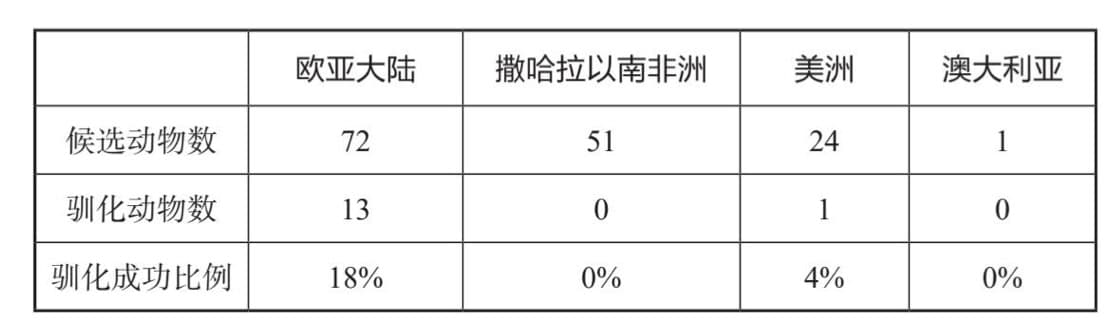 欧亚大陆 撒哈拉以南非洲 美洲 澳大利亚
候选动物数 72 51 24 1
驯化动物数 13 0 1 0
驯化成功比例 18% 0% 4% 0%